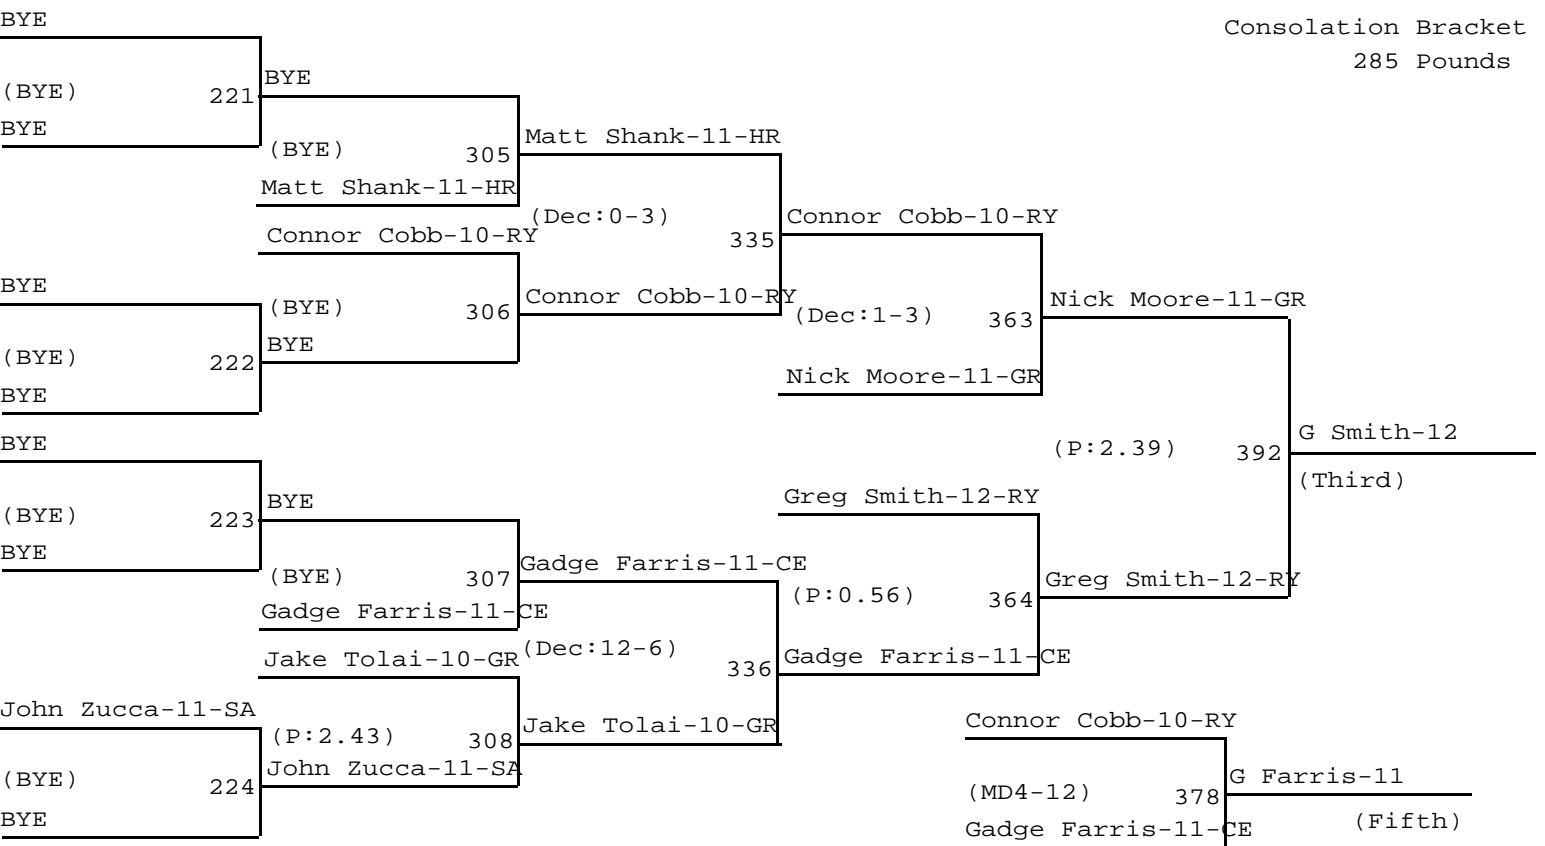 Consolation Bracket
285 Pounds
BYE
(BYE)
221
BYE
BYE
(BYE)
305
Matt Shank-11-HR
Matt Shank-11-HR
(Dec:0-3)
335
Connor Cobb-10-RY
BYE
(BYE)
222
BYE
(BYE)
306
BYE
Connor Cobb-10-RY
Connor Cobb-10-RY
(Dec:1-3)
363
Nick Moore-11-GR
Nick Moore-11-GR
(P:2.39)
392
G Smith-12
(Third)
BYE
(BYE)
223
BYE
BYE
(BYE)
307
Gadge Farris-11-CE
Gadge Farris-11-CE
(Dec:12-6)
336
Jake Tolai-10-GR
John Zucca-11-SA
(BYE)
224
BYE
(P:2.43)
308
John Zucca-11-SA
Jake Tolai-10-GR
Greg Smith-12-RY
(P:0.56)
364
Gadge Farris-11-CE
Greg Smith-12-RY
Connor Cobb-10-RY
(MD4-12)
378
Gadge Farris-11-CE
G Farris-11
(Fifth)